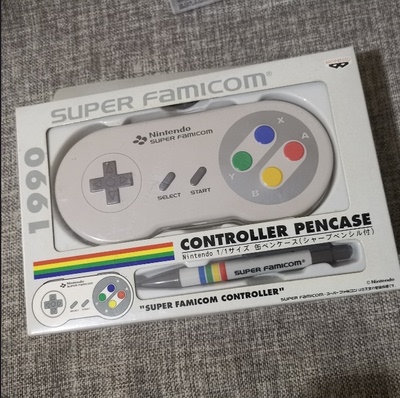 SUPER FAMICOM®
1990
Nintendo
SUPER FAMICOM
X
A
Y
B
SELECT START
CONTROLLER PENCASE
Nintendo 1/1サイズ 缶ペンケース(シャープペンシル付)
SUPER FAMICOM
"SUPER FAMICOM CONTROLLER"
© Nintendo